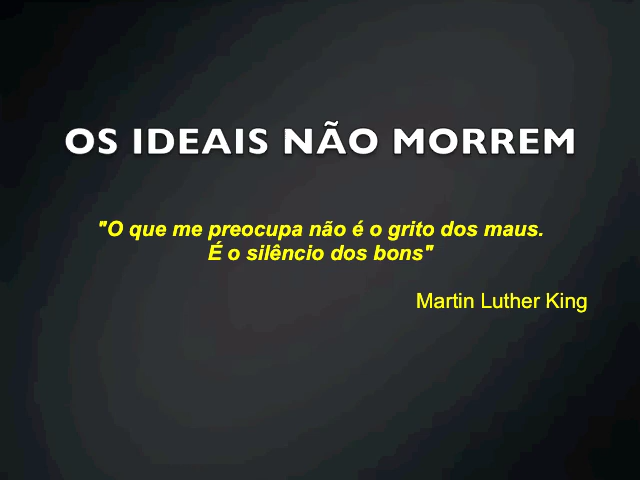 OS IDEAIS NÃO MORREM
"O que me preocupa não é o grito dos maus.
É o silêncio dos bons"
Martin Luther King